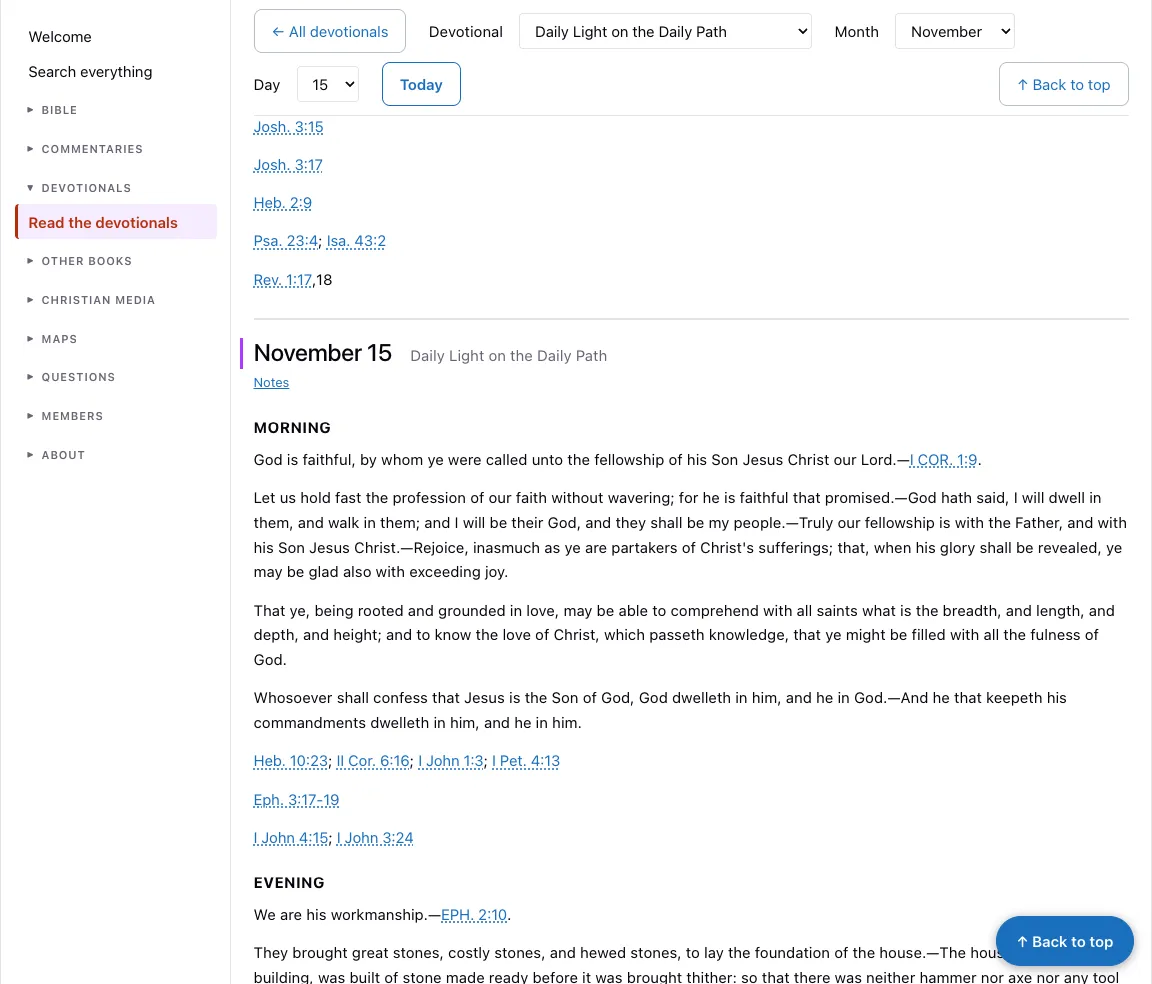 Welcome
Search everything
▸ BIBLE
▸ COMMENTARIES
▾ DEVOTIONALS
Read the devotionals
▸ OTHER BOOKS
▸ CHRISTIAN MEDIA
▸ MAPS
▸ QUESTIONS
▸ MEMBERS
▸ ABOUT
← All devotionals Devotional Daily Light on the Daily Path Month November
Day 15 Today ↑ Back to top
Josh. 3:15
Josh. 3:17
Heb. 2:9
Psa. 23:4; Isa. 43:2
Rev. 1:17,18
November 15 Daily Light on the Daily Path
Notes
MORNING
God is faithful, by whom ye were called unto the fellowship of his Son Jesus Christ our Lord.—I COR. 1:9.
Let us hold fast the profession of our faith without wavering; for he is faithful that promised.—God hath said, I will dwell in
them, and walk in them; and I will be their God, and they shall be my people.—Truly our fellowship is with the Father, and with
his Son Jesus Christ.—Rejoice, inasmuch as ye are partakers of Christ's sufferings; that, when his glory shall be revealed, ye
may be glad also with exceeding joy.
That ye, being rooted and grounded in love, may be able to comprehend with all saints what is the breadth, and length, and
depth, and height; and to know the love of Christ, which passeth knowledge, that ye might be filled with all the fulness of
God.
Whosoever shall confess that Jesus is the Son of God, God dwelleth in him, and he in God.—And he that keepeth his
commandments dwelleth in him, and he in him.
Heb. 10:23; II Cor. 6:16; I John 1:3; I Pet. 4:13
Eph. 3:17-19
I John 4:15; I John 3:24
EVENING
We are his workmanship.—EPH. 2:10.
They brought great stones, costly stones, and hewed stones, to lay the foundation of the house.—The
building, was built of stone made ready before it was brought thither: so that there was neither hammer nor axe nor any tool
↑ Back to top